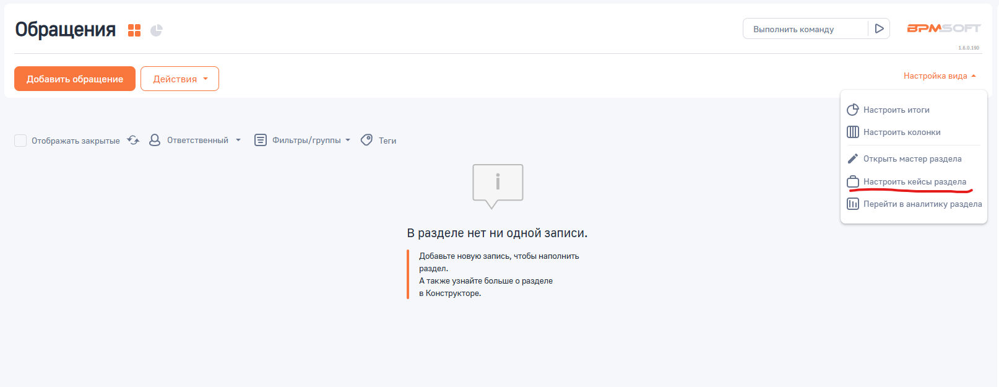 Обращения
Выполнить команду
BPMSOFT
1.6.0.190
Добавить обращение
Действия
Настройка вида
Настроить итоги
Настроить колонки
Открыть мастер раздела
Настроить кейсы раздела
Перейти в аналитику раздела
Отображать закрытые
Ответственный
Фильтры/группы
Теги
i
В разделе нет ни одной записи.
Добавьте новую запись, чтобы наполнить
раздел.
А также узнайте больше о разделе
в Конструкторе.